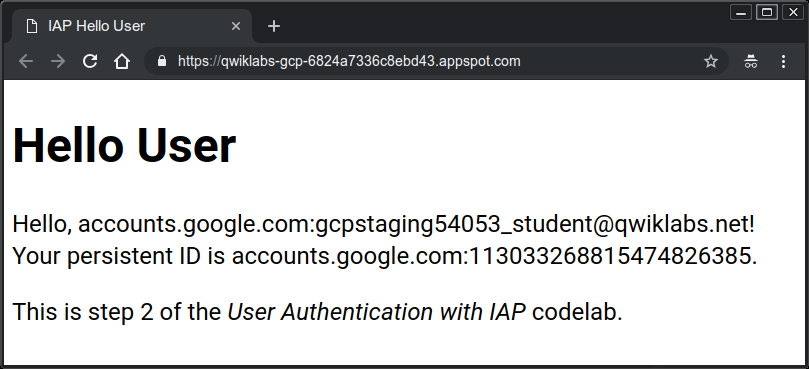 IAP Hello User
https://qwiklabs-gcp-6824a7336c8ebd43.appspot.com
Hello User
Hello, accounts.google.com:gcpstaging54053_student@qwiklabs.net!
Your persistent ID is accounts.google.com:113033268815474826385.
This is step 2 of the User Authentication with IAP codelab.